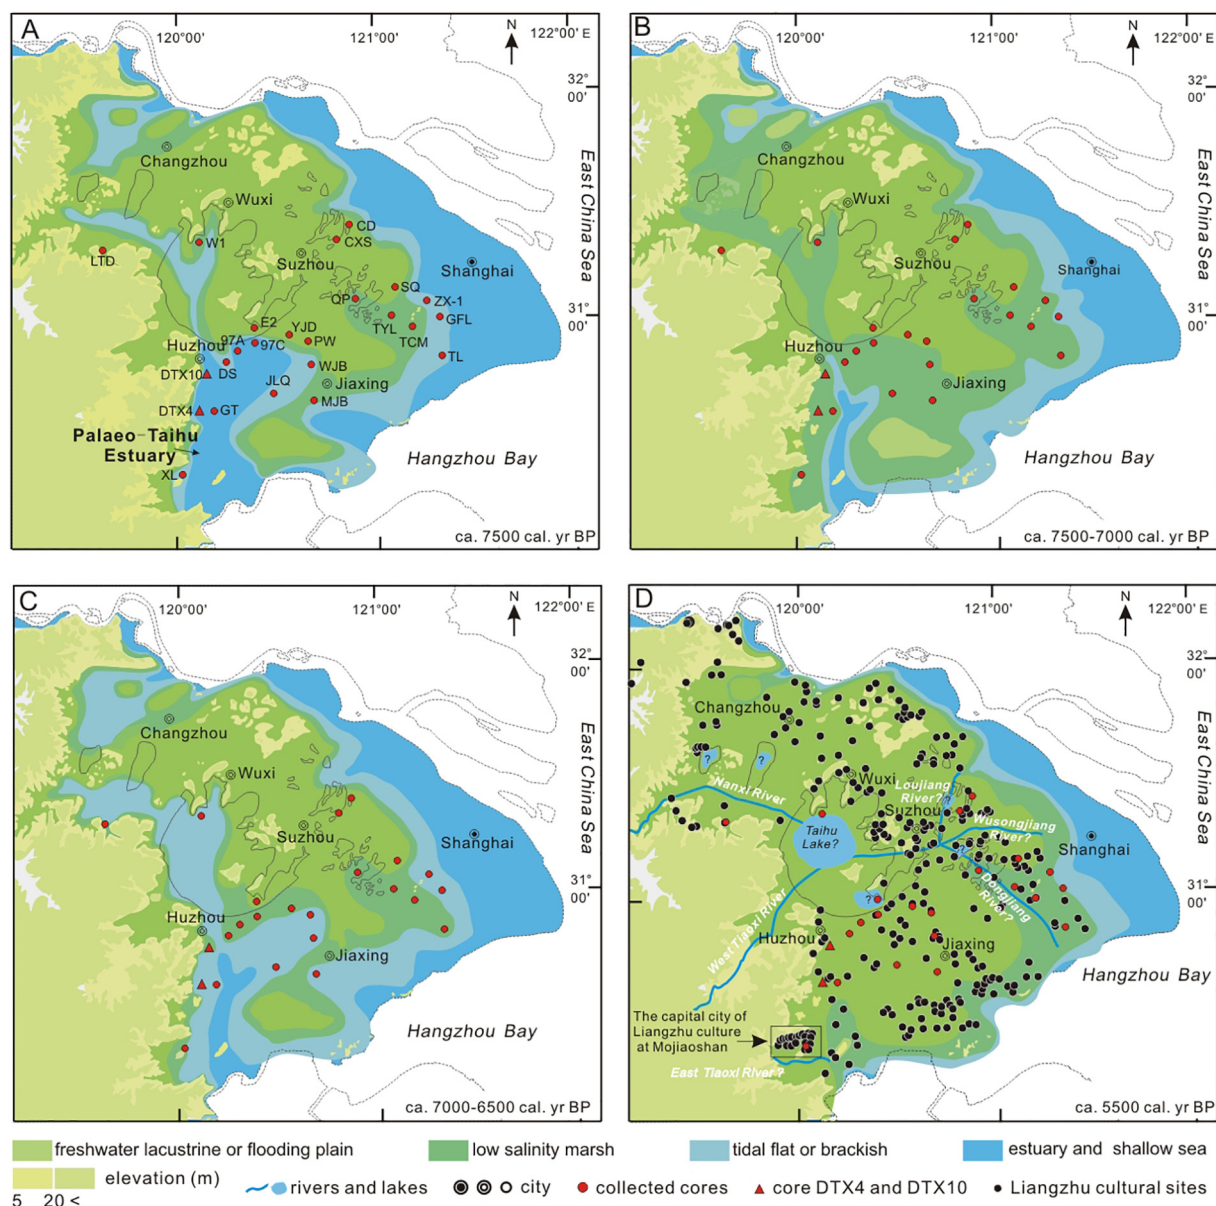 A
120°00'
121°00'
N
122°00' E
32°
00'
Changzhou
Wuxi
East China Sea
CD
CXS
W1
LTD
Suzhou
Shanghai
SQ
QP
ZX-1
31°
00'
GFL
TYL
TCM
E2
YJD
Huzhou
97A
97C
PW
TL
DTX10
DS
WJB
JLQ
Jiaxing
DTX4
GT
MJB
Palaeo-Taihu
Estuary
Hangzhou Bay
XL
ca. 7500 cal. yr BP
B
120°00'
121°00'
N
122°00' E
32°
00'
Changzhou
Wuxi
East China Sea
Suzhou
Shanghai
31°
00'
Huzhou
Jiaxing
Hangzhou Bay
ca. 7500-7000 cal. yr BP
C
120°00'
121°00'
N
122°00' E
32°
00'
Changzhou
East China Sea
Wuxi
Suzhou
Shanghai
31°
00'
Huzhou
Jiaxing
Hangzhou Bay
ca. 7000-6500 cal. yr BP
D
120°00'
121°00'
N
122°00' E
32°
00'
Changzhou
East China Sea
?
?
Wuxi
Nanxi River
Loujiang
River?
?
Suzhou
Wusongjiang
River?
Taihu
Lake?
Shanghai
?
Dongjiang
River?
31°
00'
?
West Tiaoxi River
Huzhou
Jiaxing
Hangzhou Bay
The capital city of
Liangzhu culture
at Mojiaoshan
East Tiaoxi River ?
ca. 5500 cal. yr BP
freshwater lacustrine or flooding plain
low salinity marsh
tidal flat or brackish
estuary and shallow sea
elevation (m)
5 20 <
rivers and lakes
city
collected cores
core DTX4 and DTX10
Liangzhu cultural sites